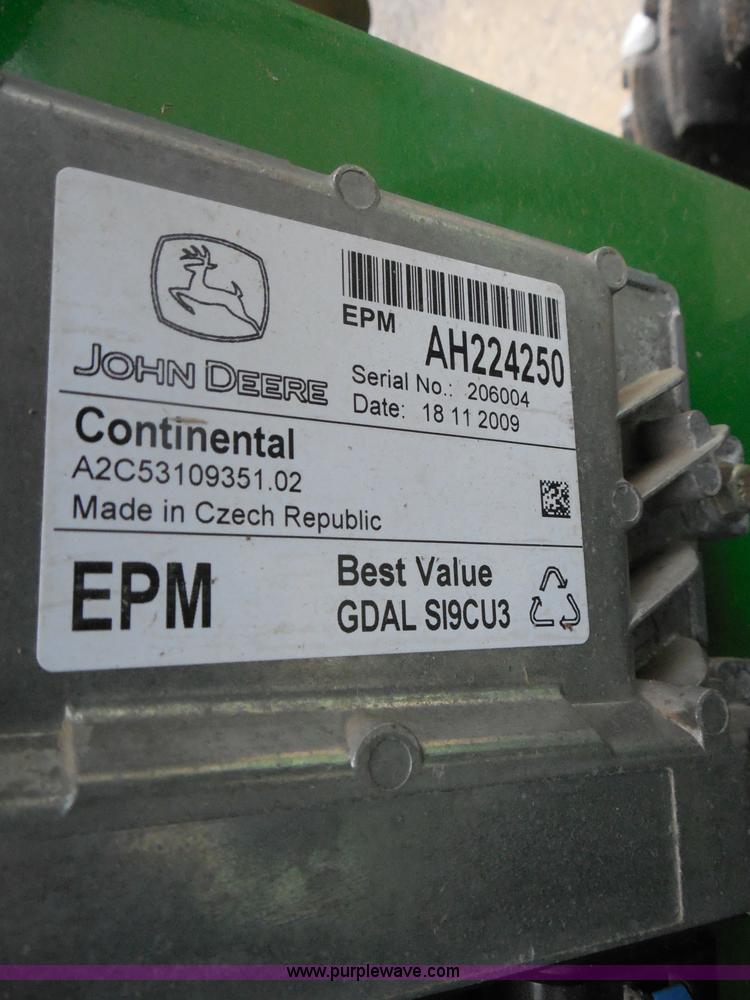 JOHN DEERE
EPM
AH224250
Serial No.: 206004
Date: 18 11 2009
Continental
A2C53109351.02
Made in Czech Republic
EPM
Best Value
GDAL SI9CU3
www.purplewave.com